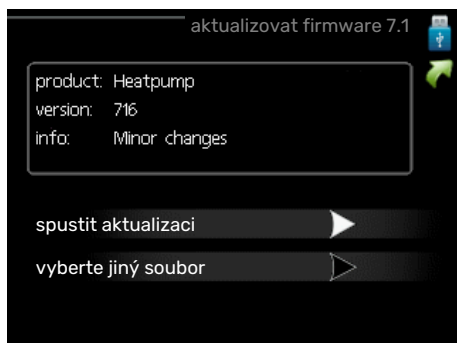 aktualizovat firmware 7.1
product: Heatpump
version: 716
info: Minor changes
spustit aktualizaci
vyberte jiný soubor